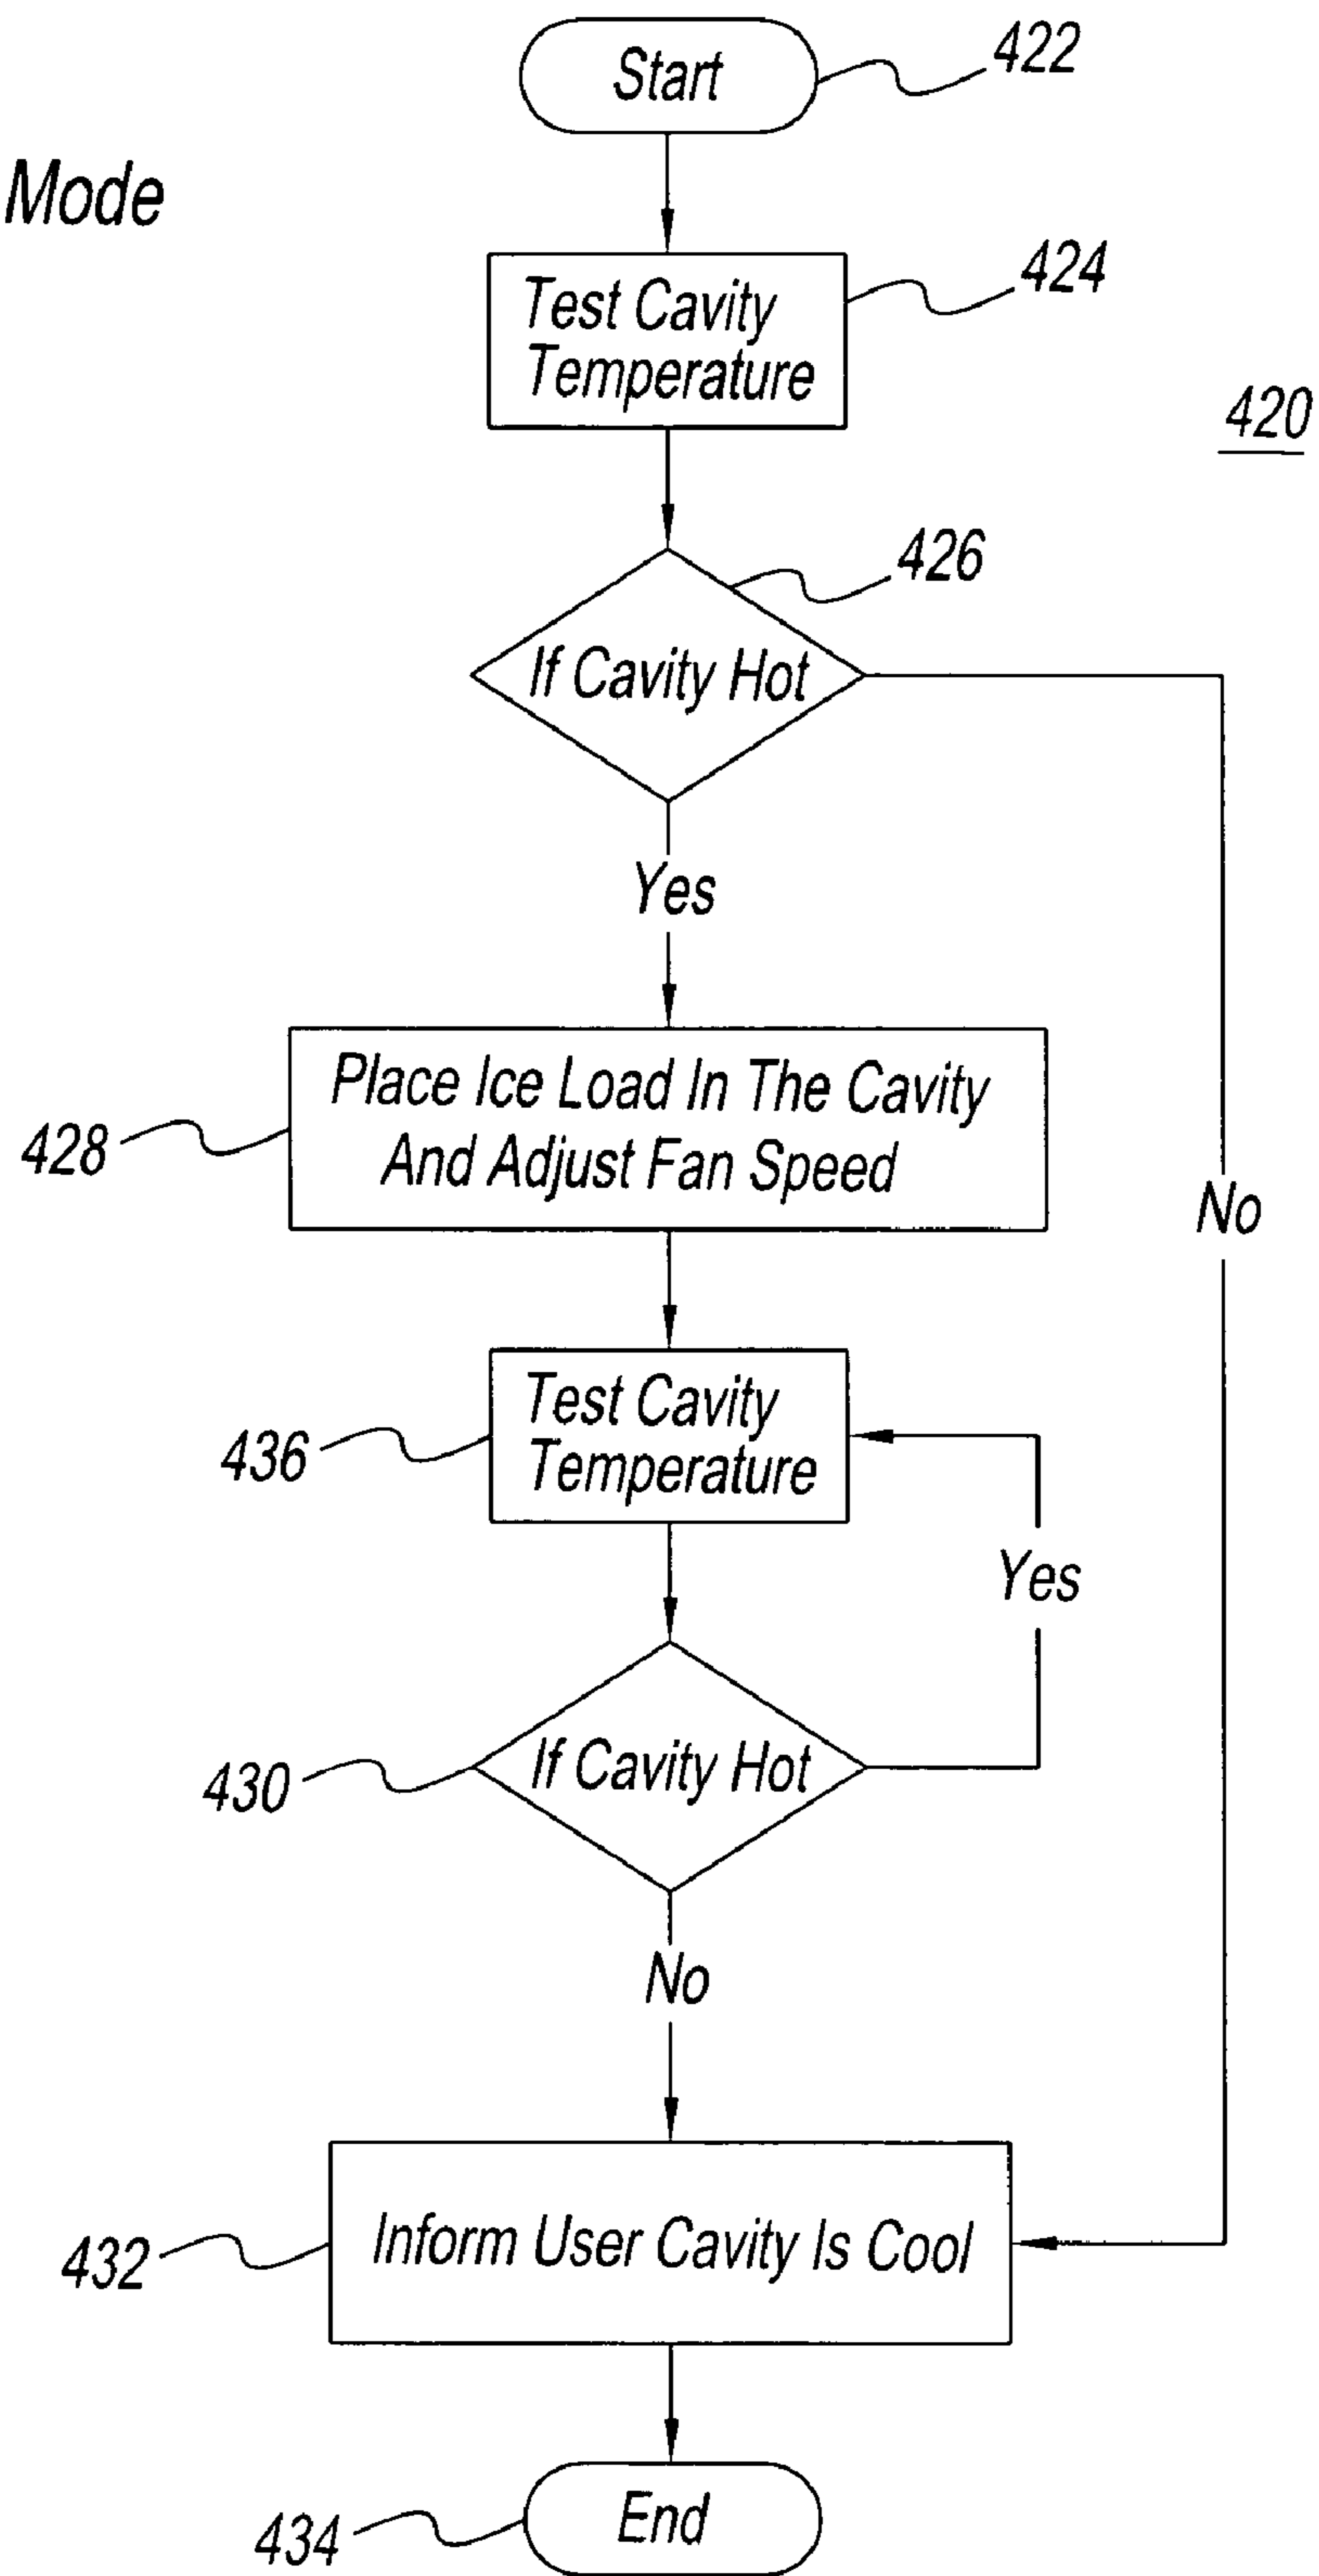 Start
422
Mode
Test Cavity
Temperature
424
420
If Cavity Hot
426
Yes
Place Ice Load In The Cavity
And Adjust Fan Speed
428
No
Test Cavity
Temperature
436
Yes
If Cavity Hot
430
No
Inform User Cavity Is Cool
432
End
434